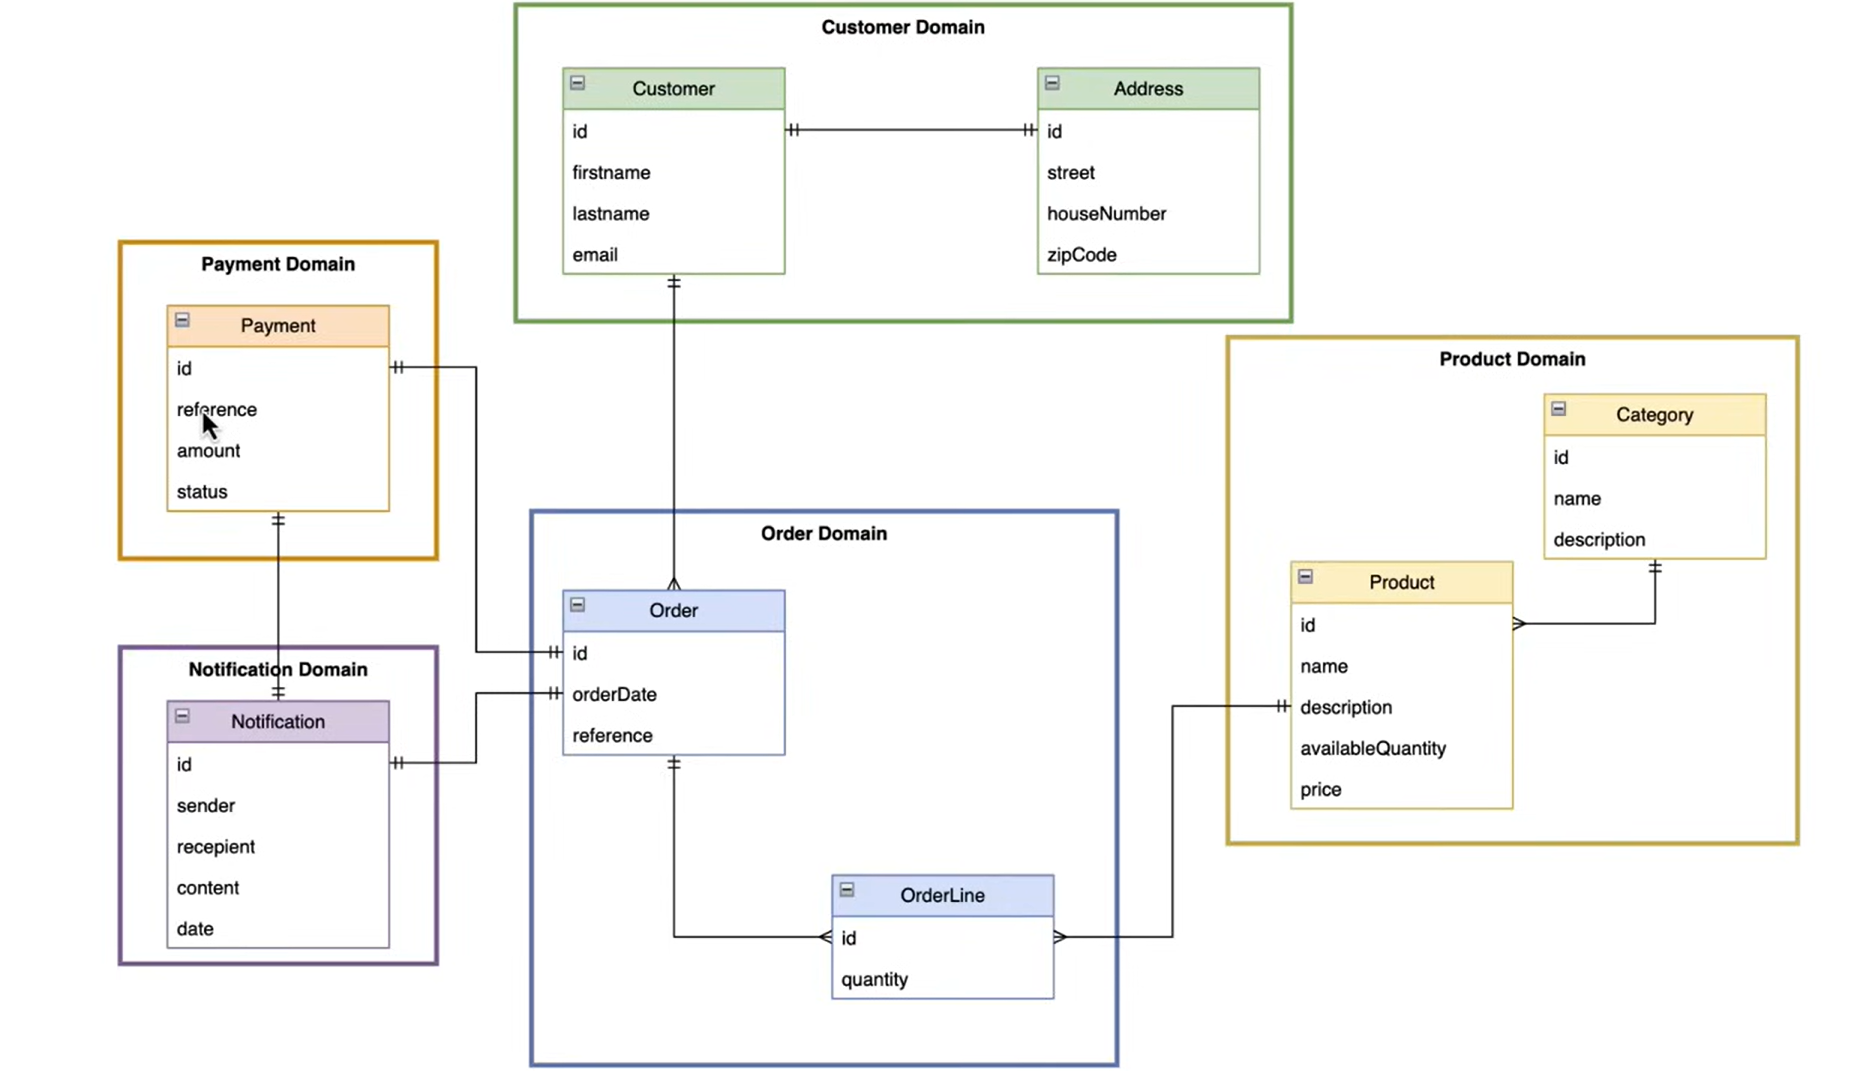 Customer Domain
Customer
id
firstname
lastname
email
Address
id
street
houseNumber
zipCode
Payment Domain
Payment
id
reference
amount
status
Product Domain
Category
id
name
description
Product
id
name
description
availableQuantity
price
Order Domain
Order
id
orderDate
reference
OrderLine
id
quantity
Notification Domain
Notification
id
sender
recepient
content
date